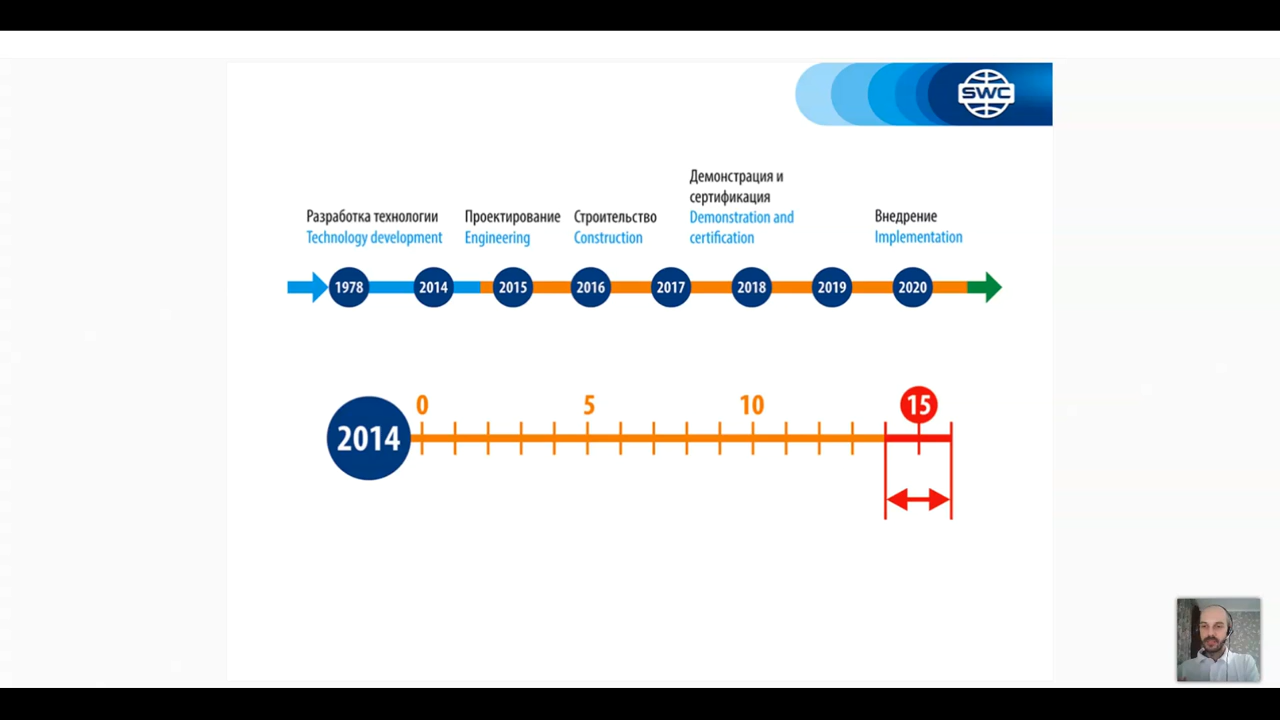 SWC
Демонстрация и
сертификация
Demonstration and
certification
Разработка технологии
Technology development
Проектирование
Engineering
Строительство
Construction
Внедрение
Implementation
1978 2014 2015 2016 2017 2018 2019 2020
0 5 10 15
2014